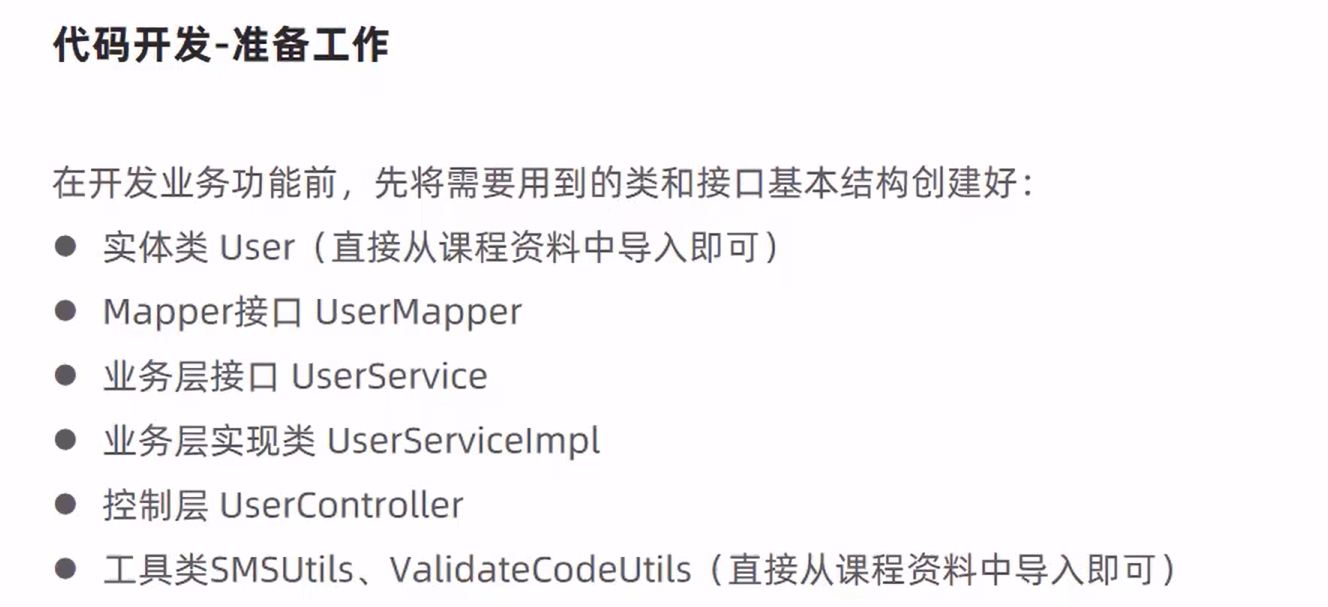 代码开发-准备工作
在开发业务功能前，先将需要用到的类和接口基本结构创建好：
● 实体类 User（直接从课程资料中导入即可）
● Mapper接口 UserMapper
● 业务层接口 UserService
● 业务层实现类 UserServiceImpl
● 控制层 UserController
● 工具类SMSUtils、ValidateCodeUtils（直接从课程资料中导入即可）